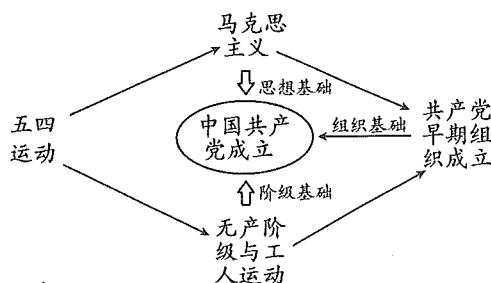 马克思
主义
思想基础
五四
运动
中国共产
党成立
组织基础
共产党
早期组
织成立
阶级基础
无产阶
级与工
人运动